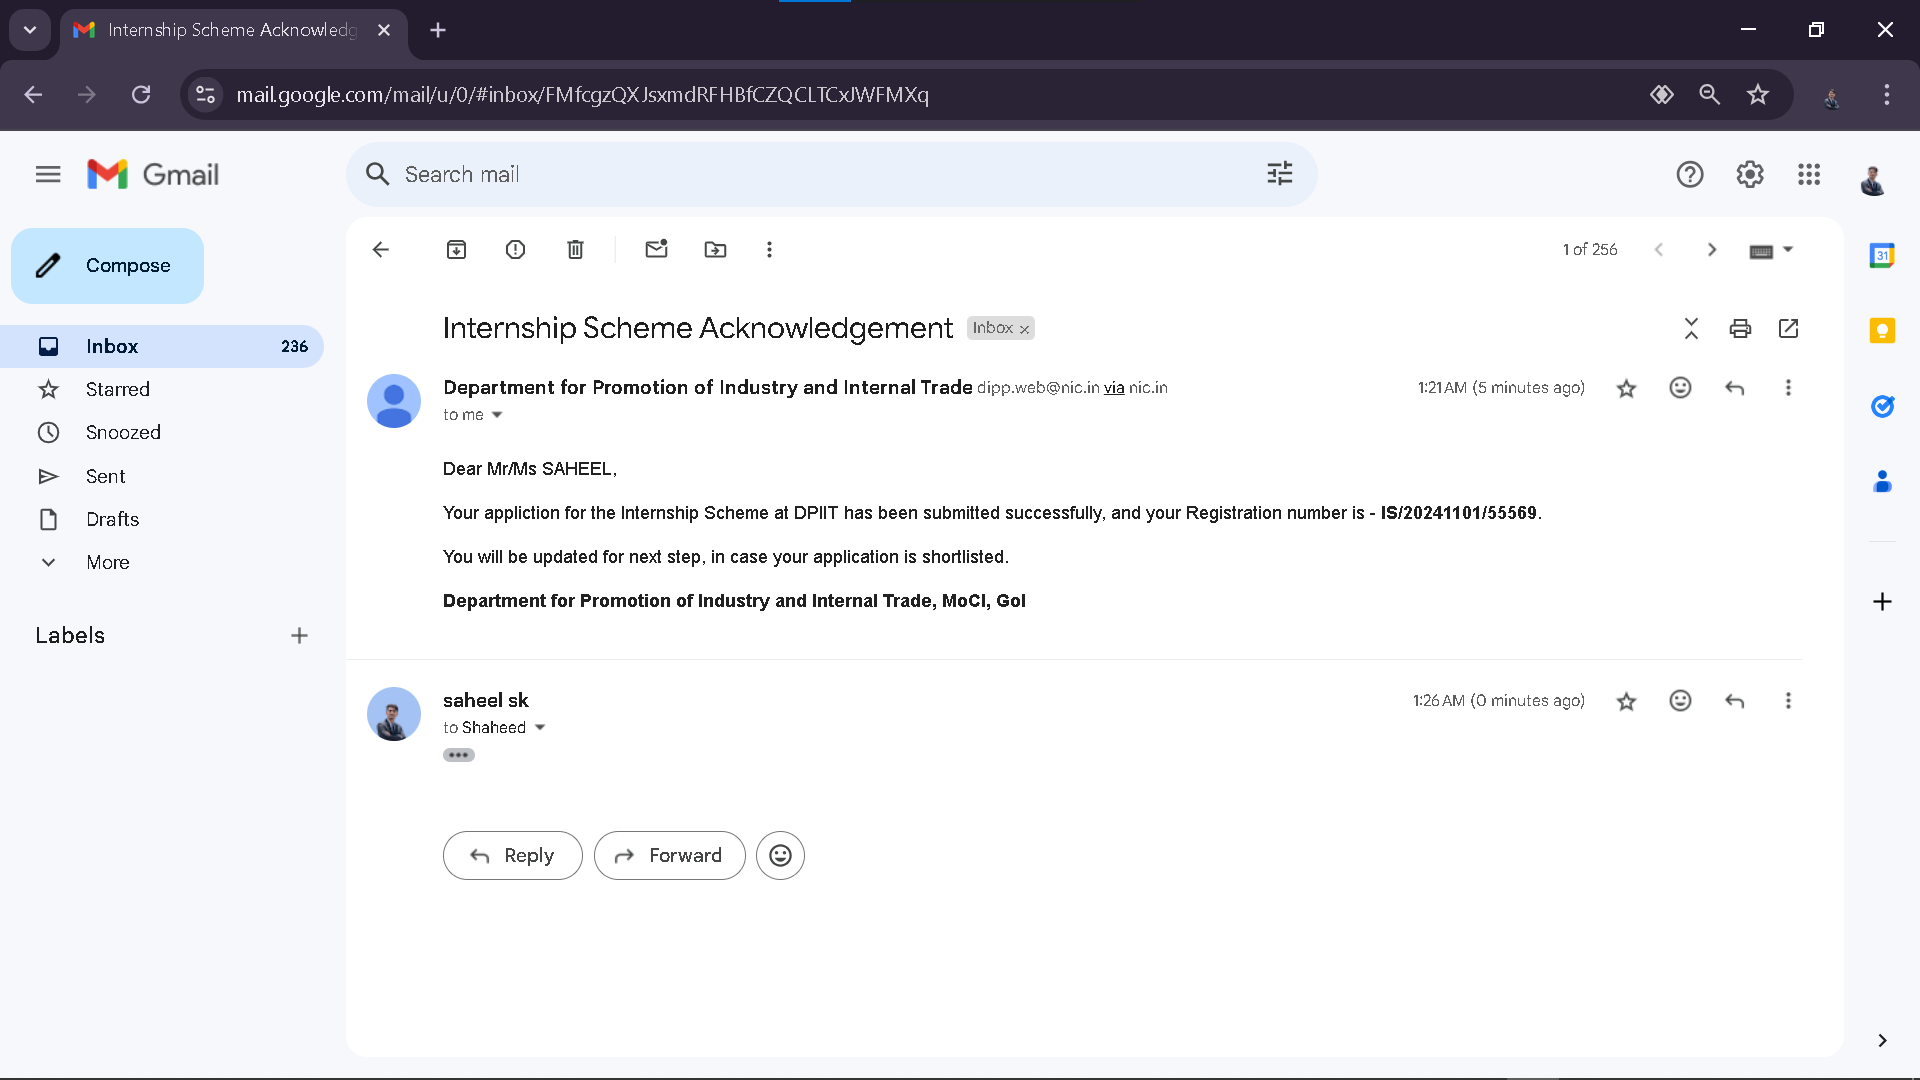 Internship Scheme Acknowledg
mail.google.com/mail/u/0/#inbox/FMfcgzQXJsxmdRFHBfCZQCLTCxJWFMXq
Gmail
Search mail
Compose
1 of 256
Internship Scheme Acknowledgement Inbox x
Inbox 236
Starred
Snoozed
Sent
Drafts
More
Labels
Department for Promotion of Industry and Internal Trade dipp.web@nic.in via nic.in 1:21 AM (5 minutes ago)
to me
Dear Mr/Ms SAHEEL,
Your appliction for the Internship Scheme at DPIIT has been submitted successfully, and your Registration number is - IS/20241101/55569.
You will be updated for next step, in case your application is shortlisted.
Department for Promotion of Industry and Internal Trade, MoCI, GoI
saheel sk 1:26 AM (0 minutes ago)
to Shaheed
Reply Forward
31